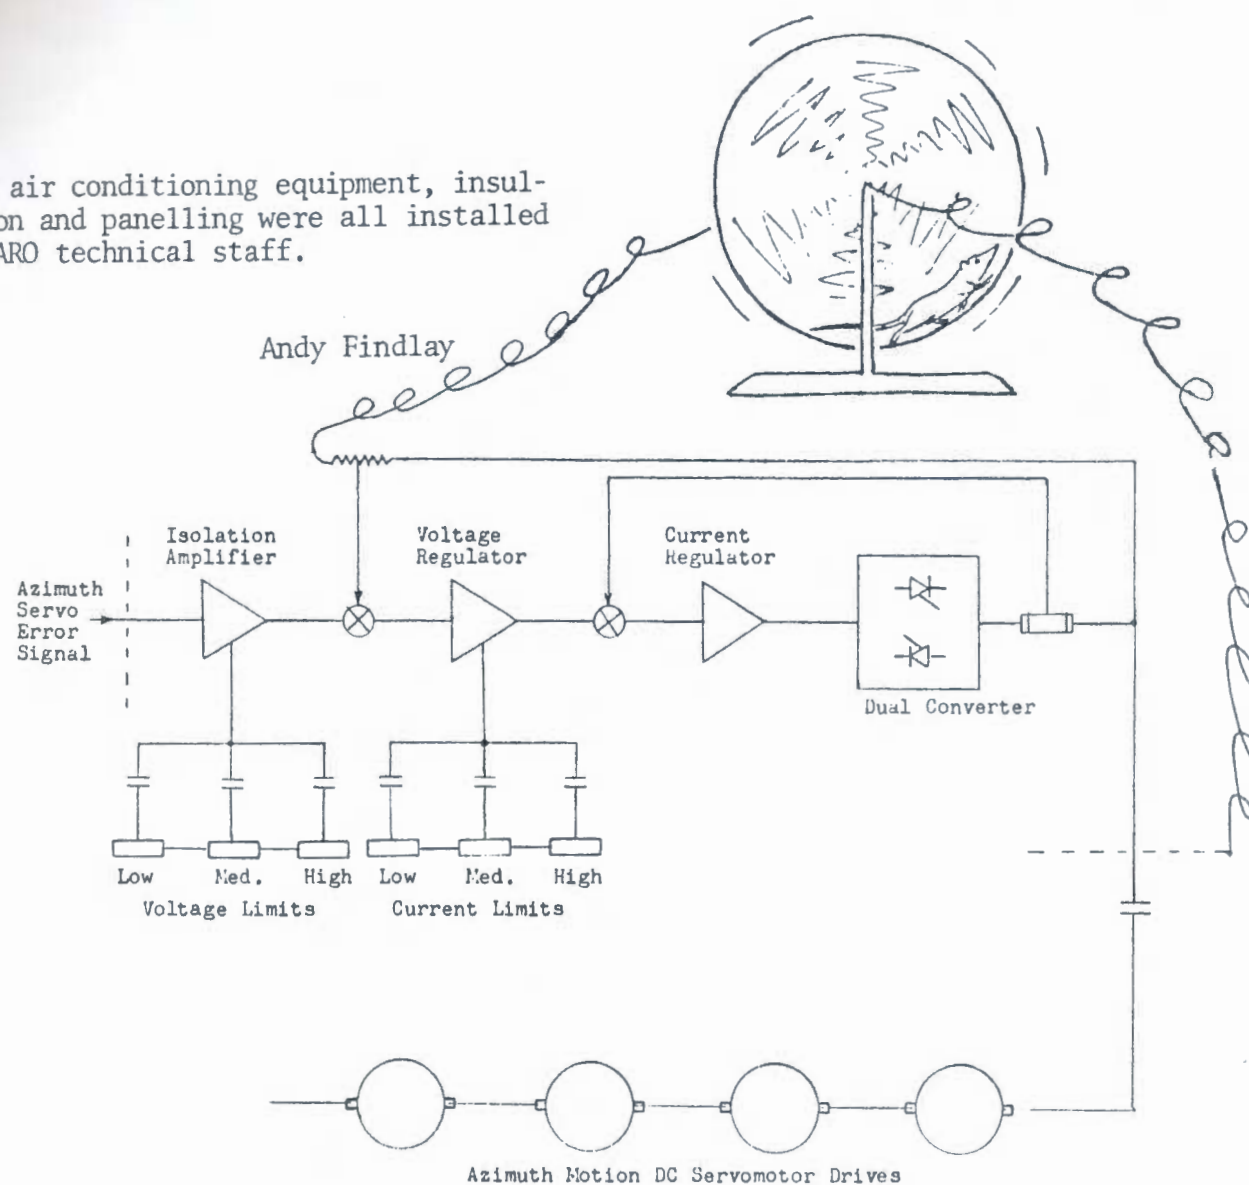 air conditioning equipment, insul-
on and panelling were all installed
ARO technical staff.
Andy Findlay
Isolation
Amplifier
Voltage
Regulator
Current
Regulator
Azimuth
Servo
Error
Signal
Dual Converter
Low Med. High
Voltage Limits
Low Med. High
Current Limits
Azimuth Motion DC Servomotor Drives